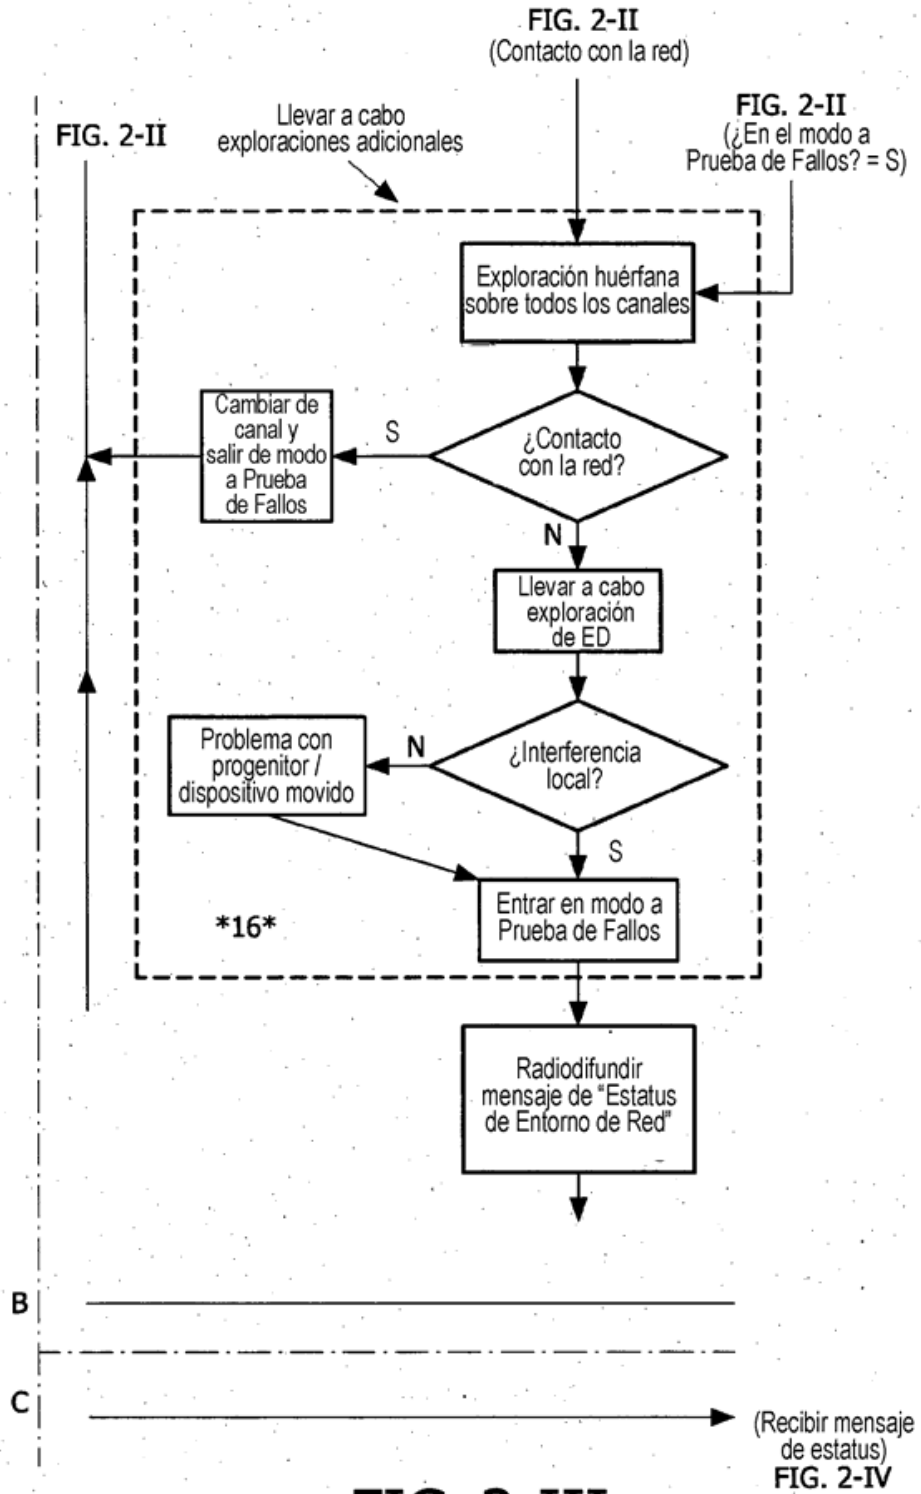 FIG. 2-II
(Contacto con la red)
FIG. 2-II
(¿En el modo a
Prueba de Fallos? = S)
Llevar a cabo
exploraciones adicionales
FIG. 2-II
Exploración huérfana
sobre todos los canales
¿Contacto
con la red?
S
Cambiar de
canal y
salir de modo
a Prueba
de Fallos
N
Llevar a cabo
exploración
de ED
¿Interferencia
local?
N
Problema con
progenitor /
dispositivo movido
S
Entrar en modo a
Prueba de Fallos
*16*
Radiodifundir
mensaje de "Estatus
de Entorno de Red"
B
C
(Recibir mensaje
de estatus)
FIG. 2-IV
FIG. 2-III